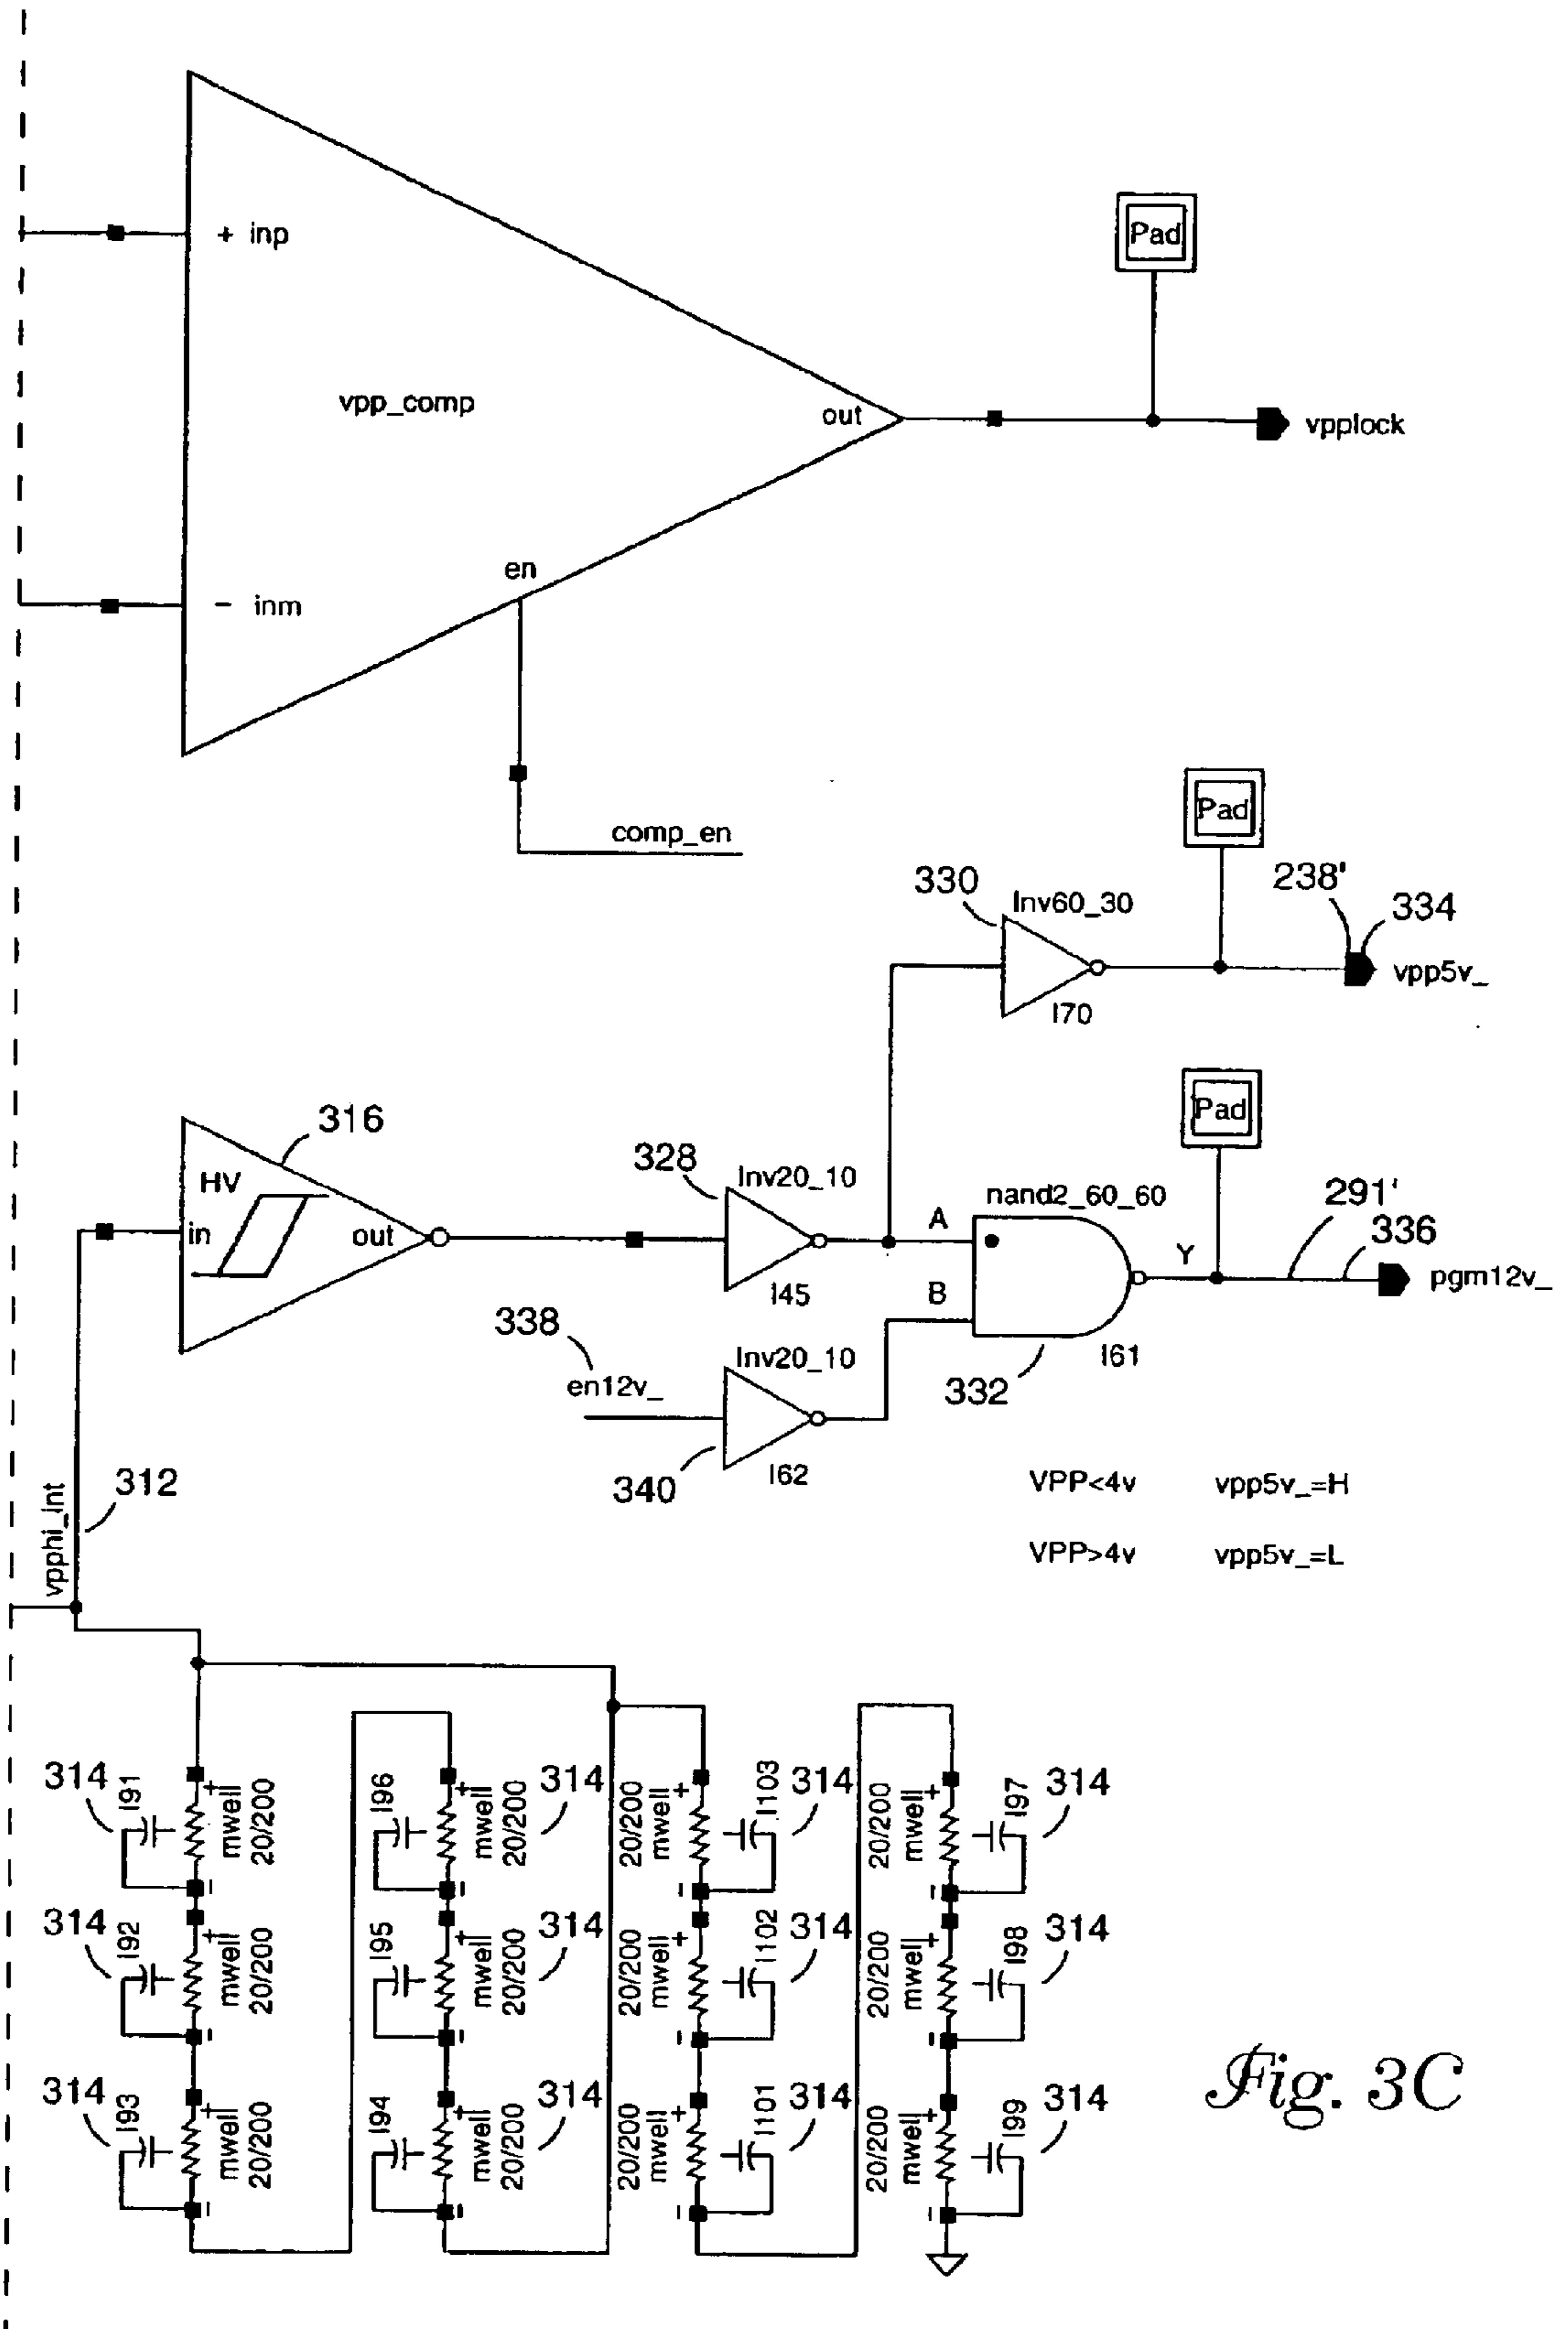 Pad
+ inp
vpp_comp
out
vpplock
en
- inm
comp_en
Pad
238'
334
330
Inv60_30
vpp5v_
I70
316
HV
in
out
328
Inv20_10
I45
Pad
nand2_60_60
A
B
Y
291'
336
pgm12v_
338
en12v_
Inv20_10
340
I62
332
I61
312
vpphi_int
VPP<4v vpp5v_=H
VPP>4v vpp5v_=L
314 I91 + mwell 20/200
I96 + mwell 20/200 314
20/200 mwell + I103 314
20/200 mwell + I97 314
314 I92 + mwell 20/200
I95 + mwell 20/200 314
20/200 mwell + I102 314
20/200 mwell + I98 314
314 I93 + mwell 20/200
I94 + mwell 20/200 314
20/200 mwell + I101 314
20/200 mwell + I99 314
Fig. 3C